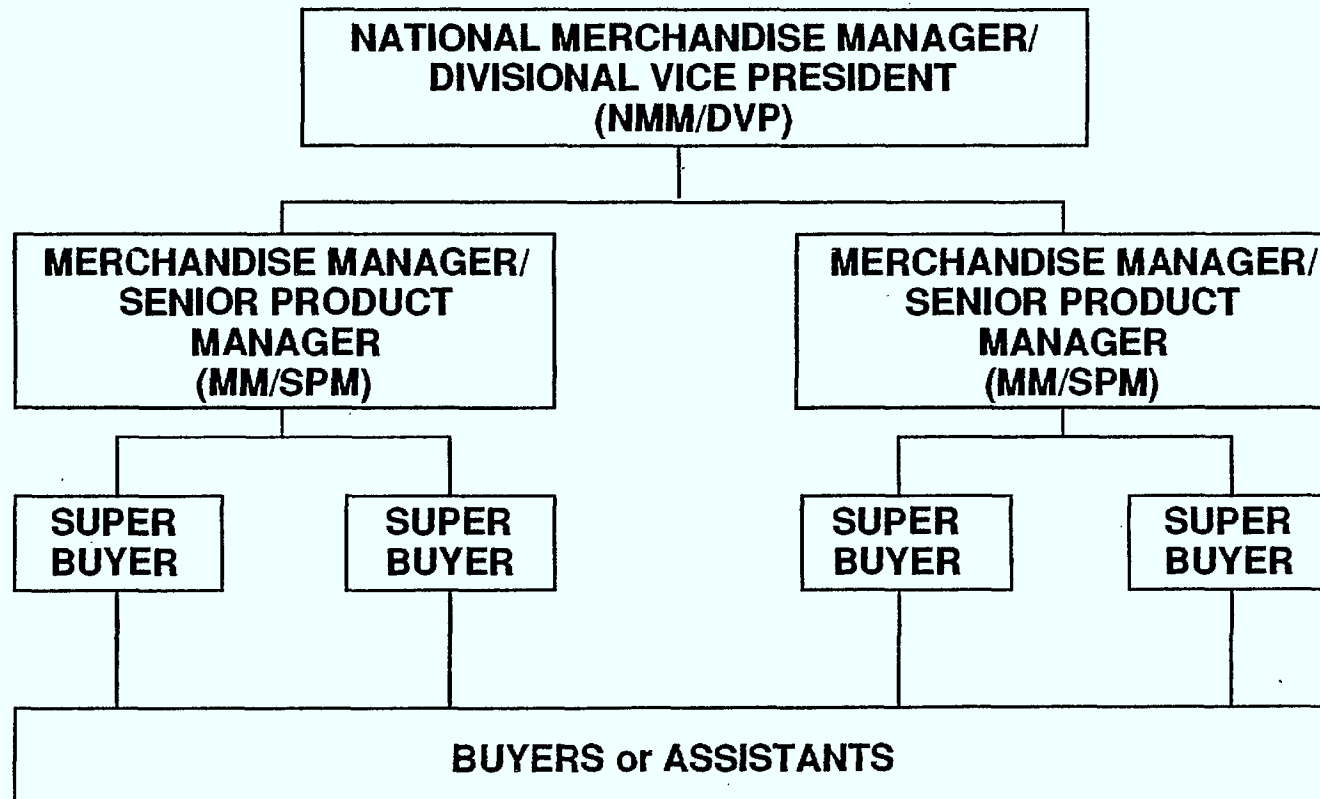 NATIONAL MERCHANDISE MANAGER/
DIVISIONAL VICE PRESIDENT
(NMM/DVP)
MERCHANDISE MANAGER/
SENIOR PRODUCT
MANAGER
(MM/SPM)
MERCHANDISE MANAGER/
SENIOR PRODUCT
MANAGER
(MM/SPM)
SUPER
BUYER
SUPER
BUYER
SUPER
BUYER
SUPER
BUYER
BUYERS or ASSISTANTS